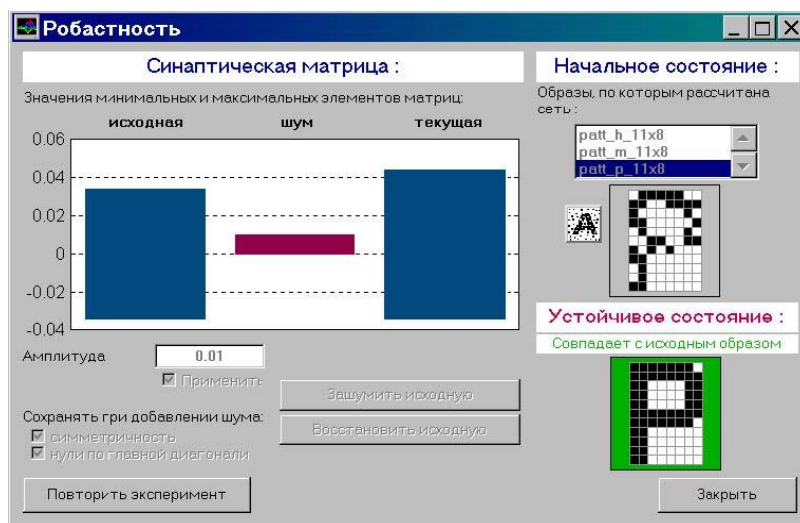 Робастность
Синаптическая матрица :
Значения минимальных и максимальных элементов матриц:
исходная шум текущая
0.06
0.04
0.02
0
-0.02
-0.04
Амплитуда 0.01
Применить
Сохранять гри добавлении шума:
симметричность
нули по главной диагонали
Зашумить исходную
Восстановить исходную
Повторить эксперимент
Начальное состояние :
Образы, по которым рассчитана
сеть :
patt_h_11x8
patt_m_11x8
patt_p_11x8
A
Устойчивое состояние :
Совпадает с исходным образом
Закрыть